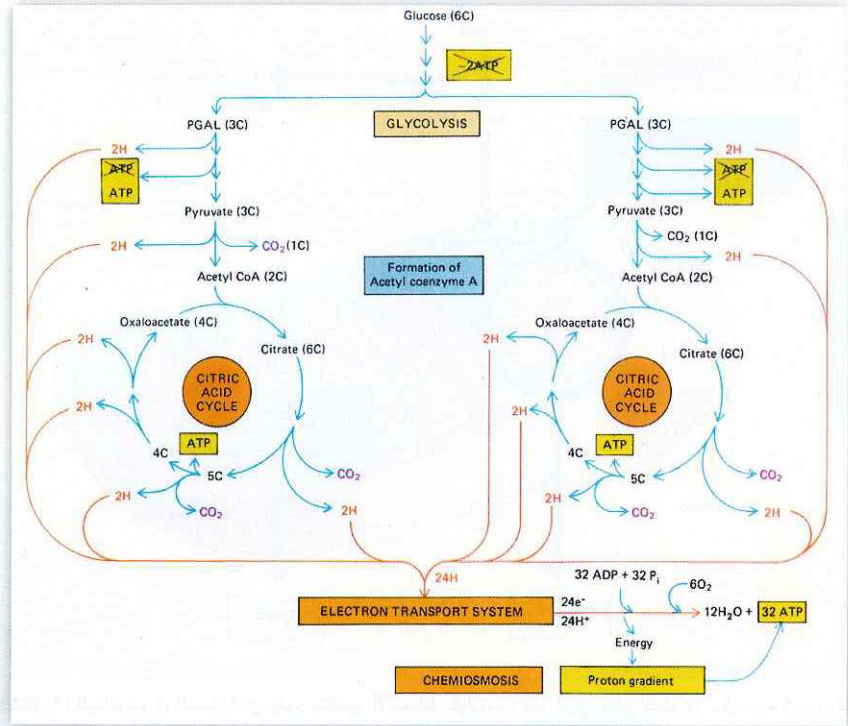 Glucose (6C)
-2ATP
PGAL (3C)
GLYCOLYSIS
PGAL (3C)
2H
2H
ATP
ATP
ATP
ATP
Pyruvate (3C)
Pyruvate (3C)
2H
CO₂(1C)
CO₂ (1C)
2H
Formation of
Acetyl coenzyme A
Acetyl CoA (2C)
Acetyl CoA (2C)
Oxaloacetate (4C)
Oxaloacetate (4C)
2H
Citrate (6C)
2H
Citrate (6C)
CITRIC
ACID
CYCLE
CITRIC
ACID
CYCLE
2H
2H
ATP
ATP
4C
4C
5C
5C
CO₂
CO₂
2H
2H
CO₂
CO₂
2H
2H
24H
32 ADP + 32 Pᵢ
6O₂
ELECTRON TRANSPORT SYSTEM
24e⁻
24H⁺
12H₂O +
32 ATP
Energy
CHEMIOSMOSIS
Proton gradient